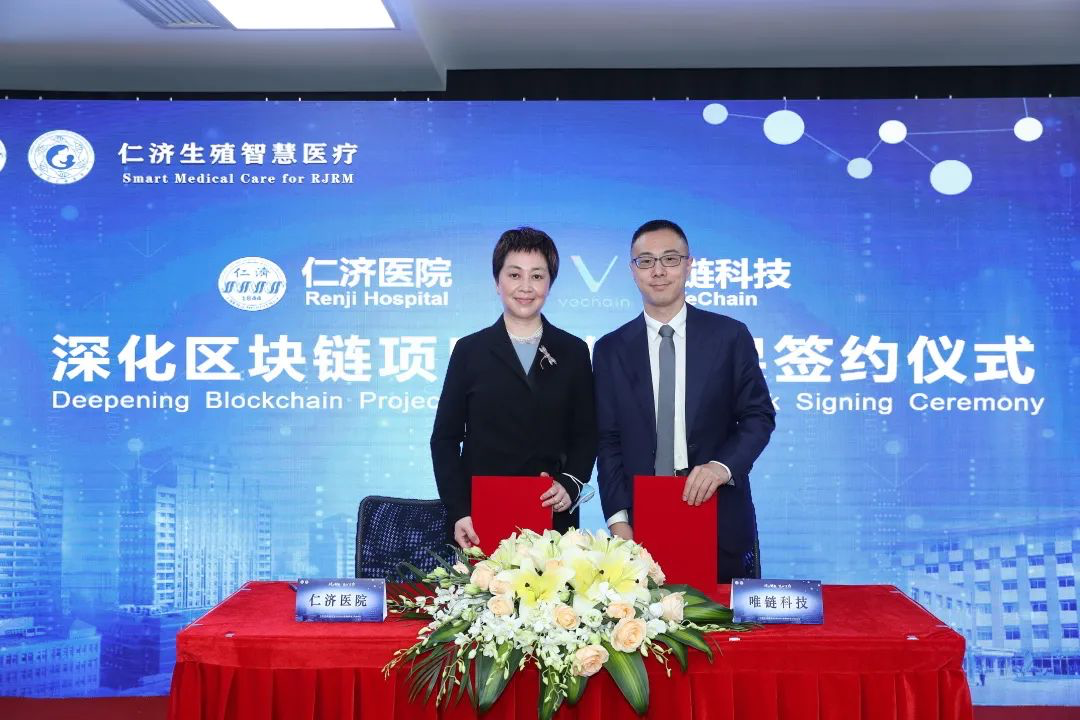 仁济生殖智慧医疗
Smart Medical Care for RJRM
仁济
仁济医院
Renji Hospital
vechain
链科技
eChain
深化区块链项
签约仪式
Deepening Blockchain Projec
k Signing Ceremony
仁济医院
唯链科技